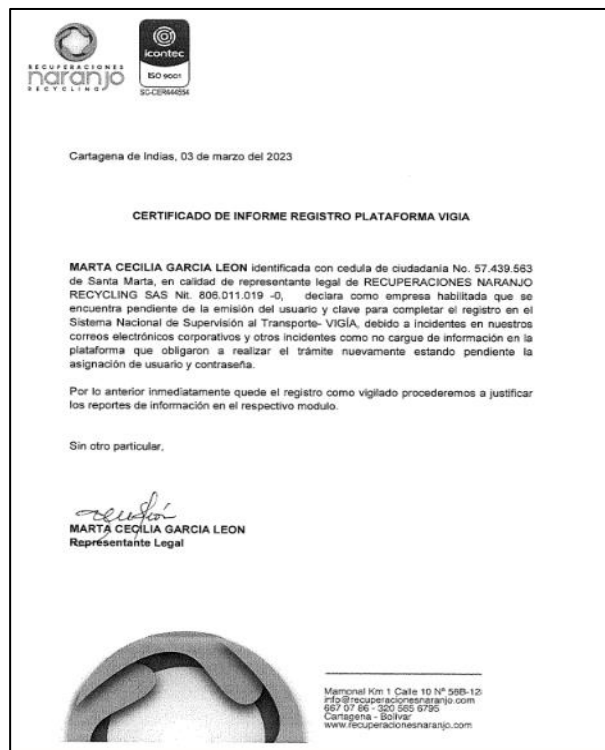 RECUPERACIONES
naranjo
RECYCLING
icontec
ISO 9001
SC-CER444554
Cartagena de Indias, 03 de marzo del 2023
CERTIFICADO DE INFORME REGISTRO PLATAFORMA VIGIA
MARTA CECILIA GARCIA LEON identificada con cedula de ciudadanía No. 57.439.563
de Santa Marta, en calidad de representante legal de RECUPERACIONES NARANJO
RECYCLING SAS Nit. 806.011.019 -0, declara como empresa habilitada que se
encuentra pendiente de la emisión del usuario y clave para completar el registro en el
Sistema Nacional de Supervisión al Transporte- VIGÍA, debido a incidentes en nuestros
correos electrónicos corporativos y otros incidentes como no cargue de información en la
plataforma que obligaron a realizar el trámite nuevamente estando pendiente la
asignación de usuario y contraseña.
Por lo anterior inmediatamente quede el registro como vigilado procederemos a justificar
los reportes de información en el respectivo modulo.
Sin otro particular,
MARTA CECILIA GARCIA LEON
Representante Legal
Mamonal Km 1 Calle 10 Nº 58B-12
info@recuperacionesnaranjo.com
667 07 86 - 320 565 6795
Cartagena - Bolivar
www.recuperacionesnaranjo.com